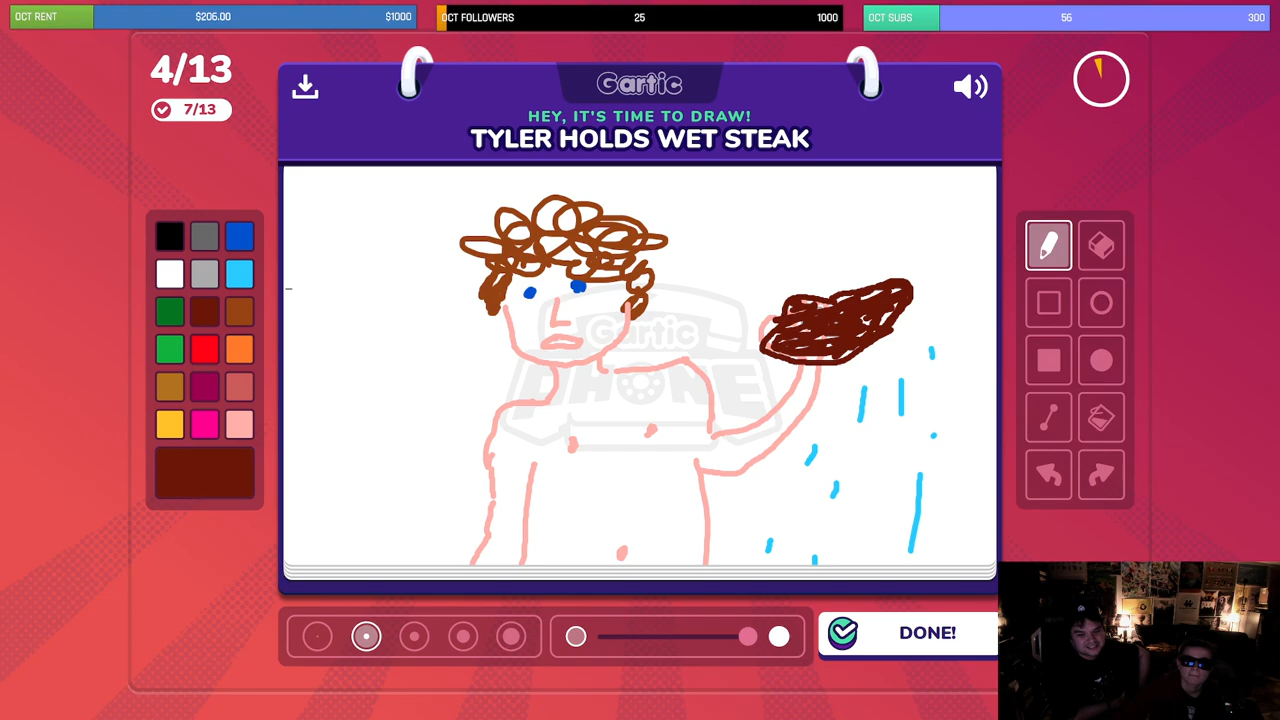 OCT RENT $206.00 $1000
OCT FOLLOWERS 25 1000
OCT SUBS 56 300
4/13
7/13
Gartic
HEY, IT'S TIME TO DRAW!
TYLER HOLDS WET STEAK
Gartic
PHONE
DONE!